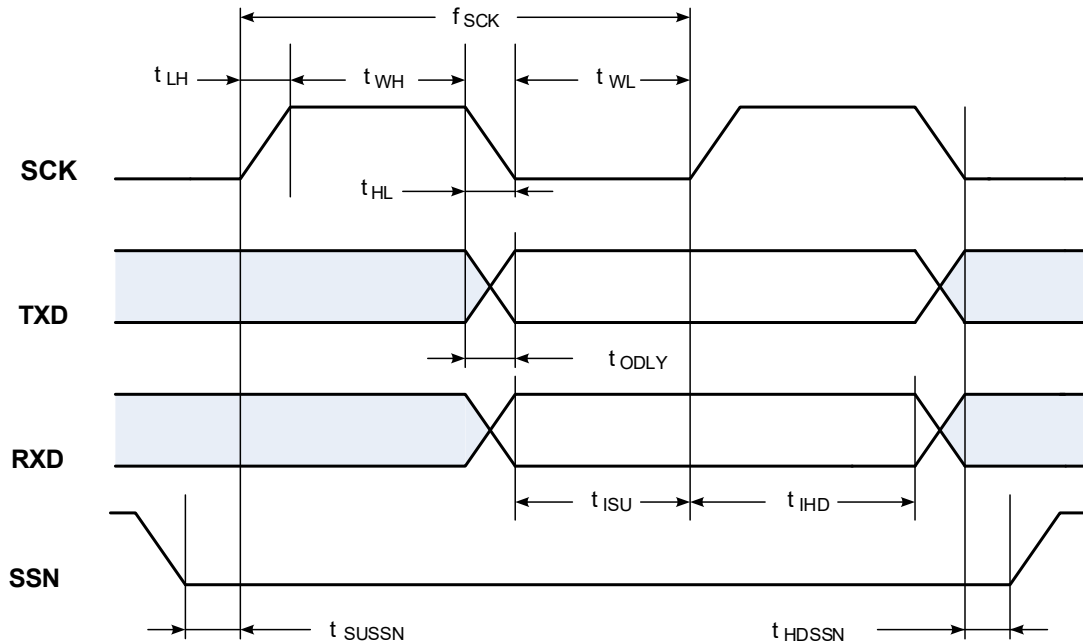 f SCK
t LH
t WH
t WL
SCK
t HL
TXD
t ODLY
RXD
t ISU
t IHD
SSN
t SUSSN
t HDSSN